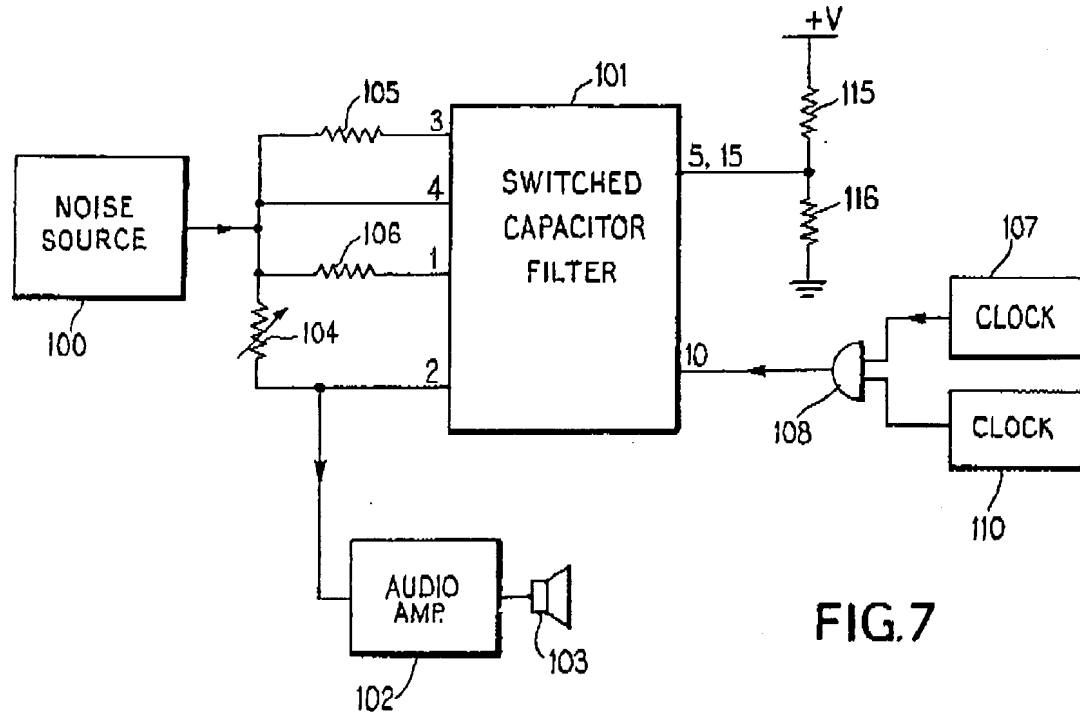 +V
101
105
3
115
5, 15
NOISE
SOURCE
4
SWITCHED
CAPACITOR
FILTER
116
106
1
107
CLOCK
100
104
2
10
108
CLOCK
110
AUDIO
AMP.
103
102
FIG.7